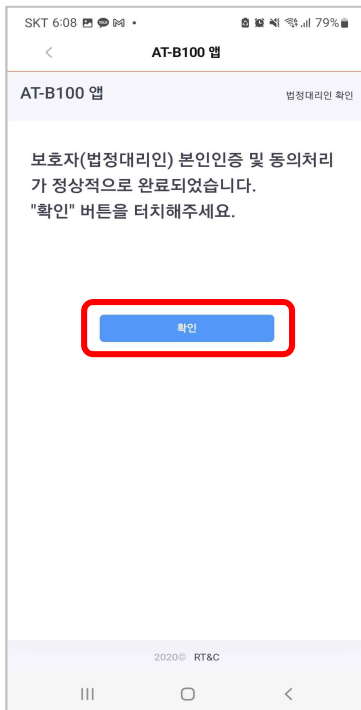 SKT 6:08
79%
AT-B100 앱
AT-B100 앱
법정대리인 확인
보호자(법정대리인) 본인인증 및 동의처리
가 정상적으로 완료되었습니다.
"확인" 버튼을 터치해주세요.
확인
2020© RT&C